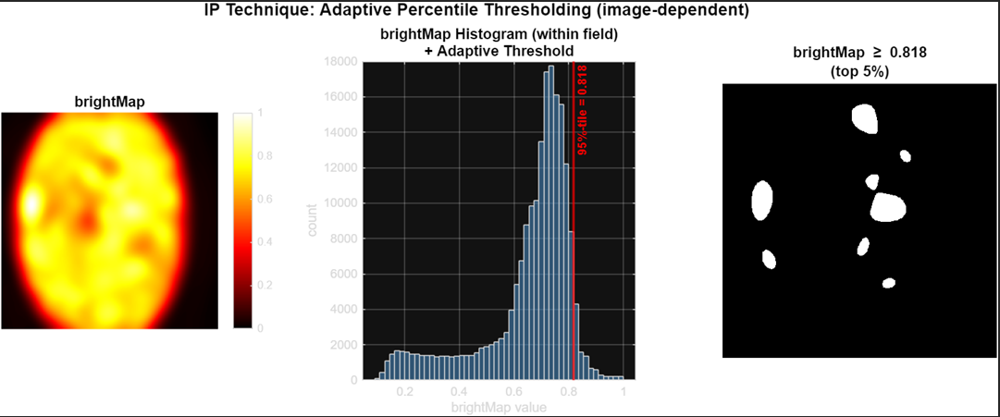 IP Technique: Adaptive Percentile Thresholding (image-dependent)
brightMap
1
0.8
0.6
0.4
0.2
0
brightMap Histogram (within field)
+ Adaptive Threshold
18000
16000
14000
12000
10000
8000
6000
4000
2000
0
count
95%-tile = 0.818
0.2 0.4 0.6 0.8 1
brightMap value
brightMap ≥ 0.818
(top 5%)